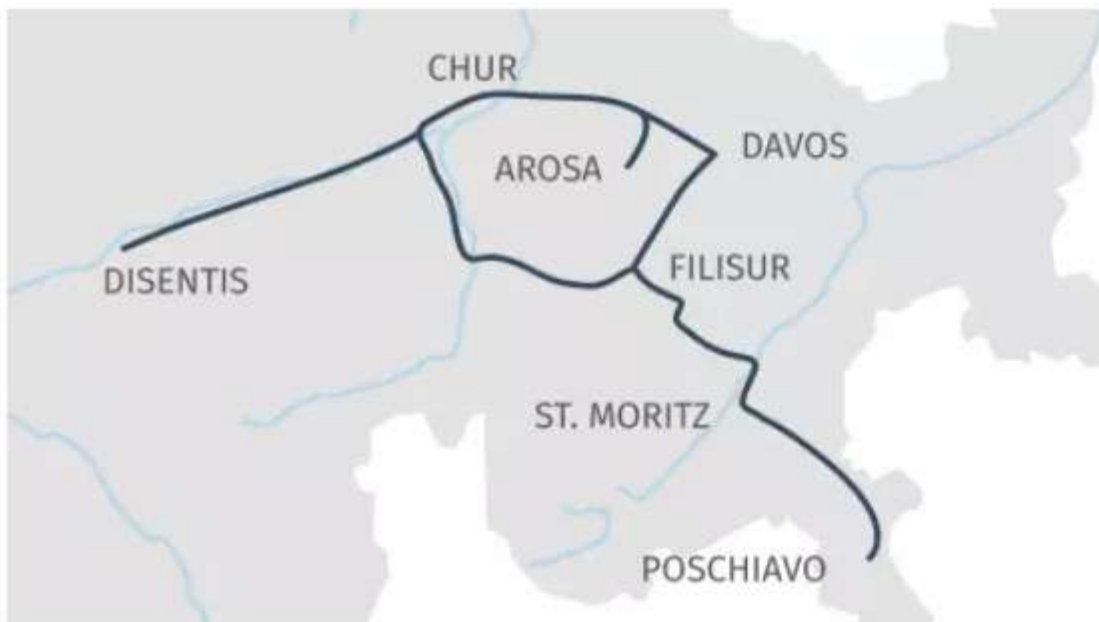 CHUR
DAVOS
AROSA
FILISUR
DISENTIS
ST. MORITZ
POSCHIAVO